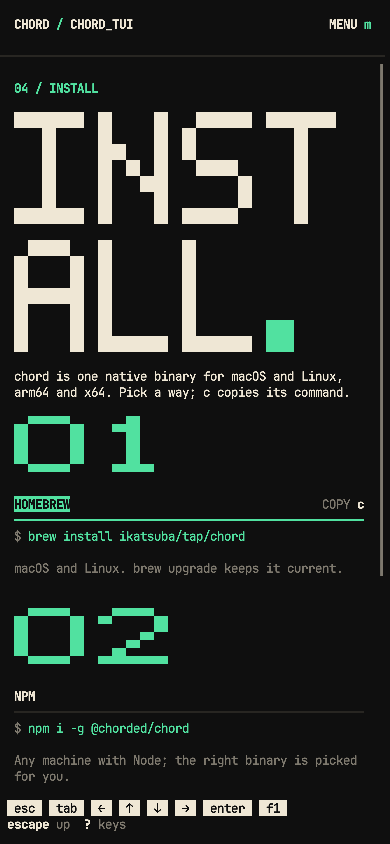 CHORD / CHORD_TUI MENU m
04 / INSTALL
INST
ALL.
chord is one native binary for macOS and Linux,
arm64 and x64. Pick a way; c copies its command.
01
HOMEBREW COPY c
$ brew install ikatsuba/tap/chord
macOS and Linux. brew upgrade keeps it current.
02
NPM
$ npm i -g @chorded/chord
Any machine with Node; the right binary is picked
for you.
esc tab ← ↑ ↓ → enter f1
escape up ? keys